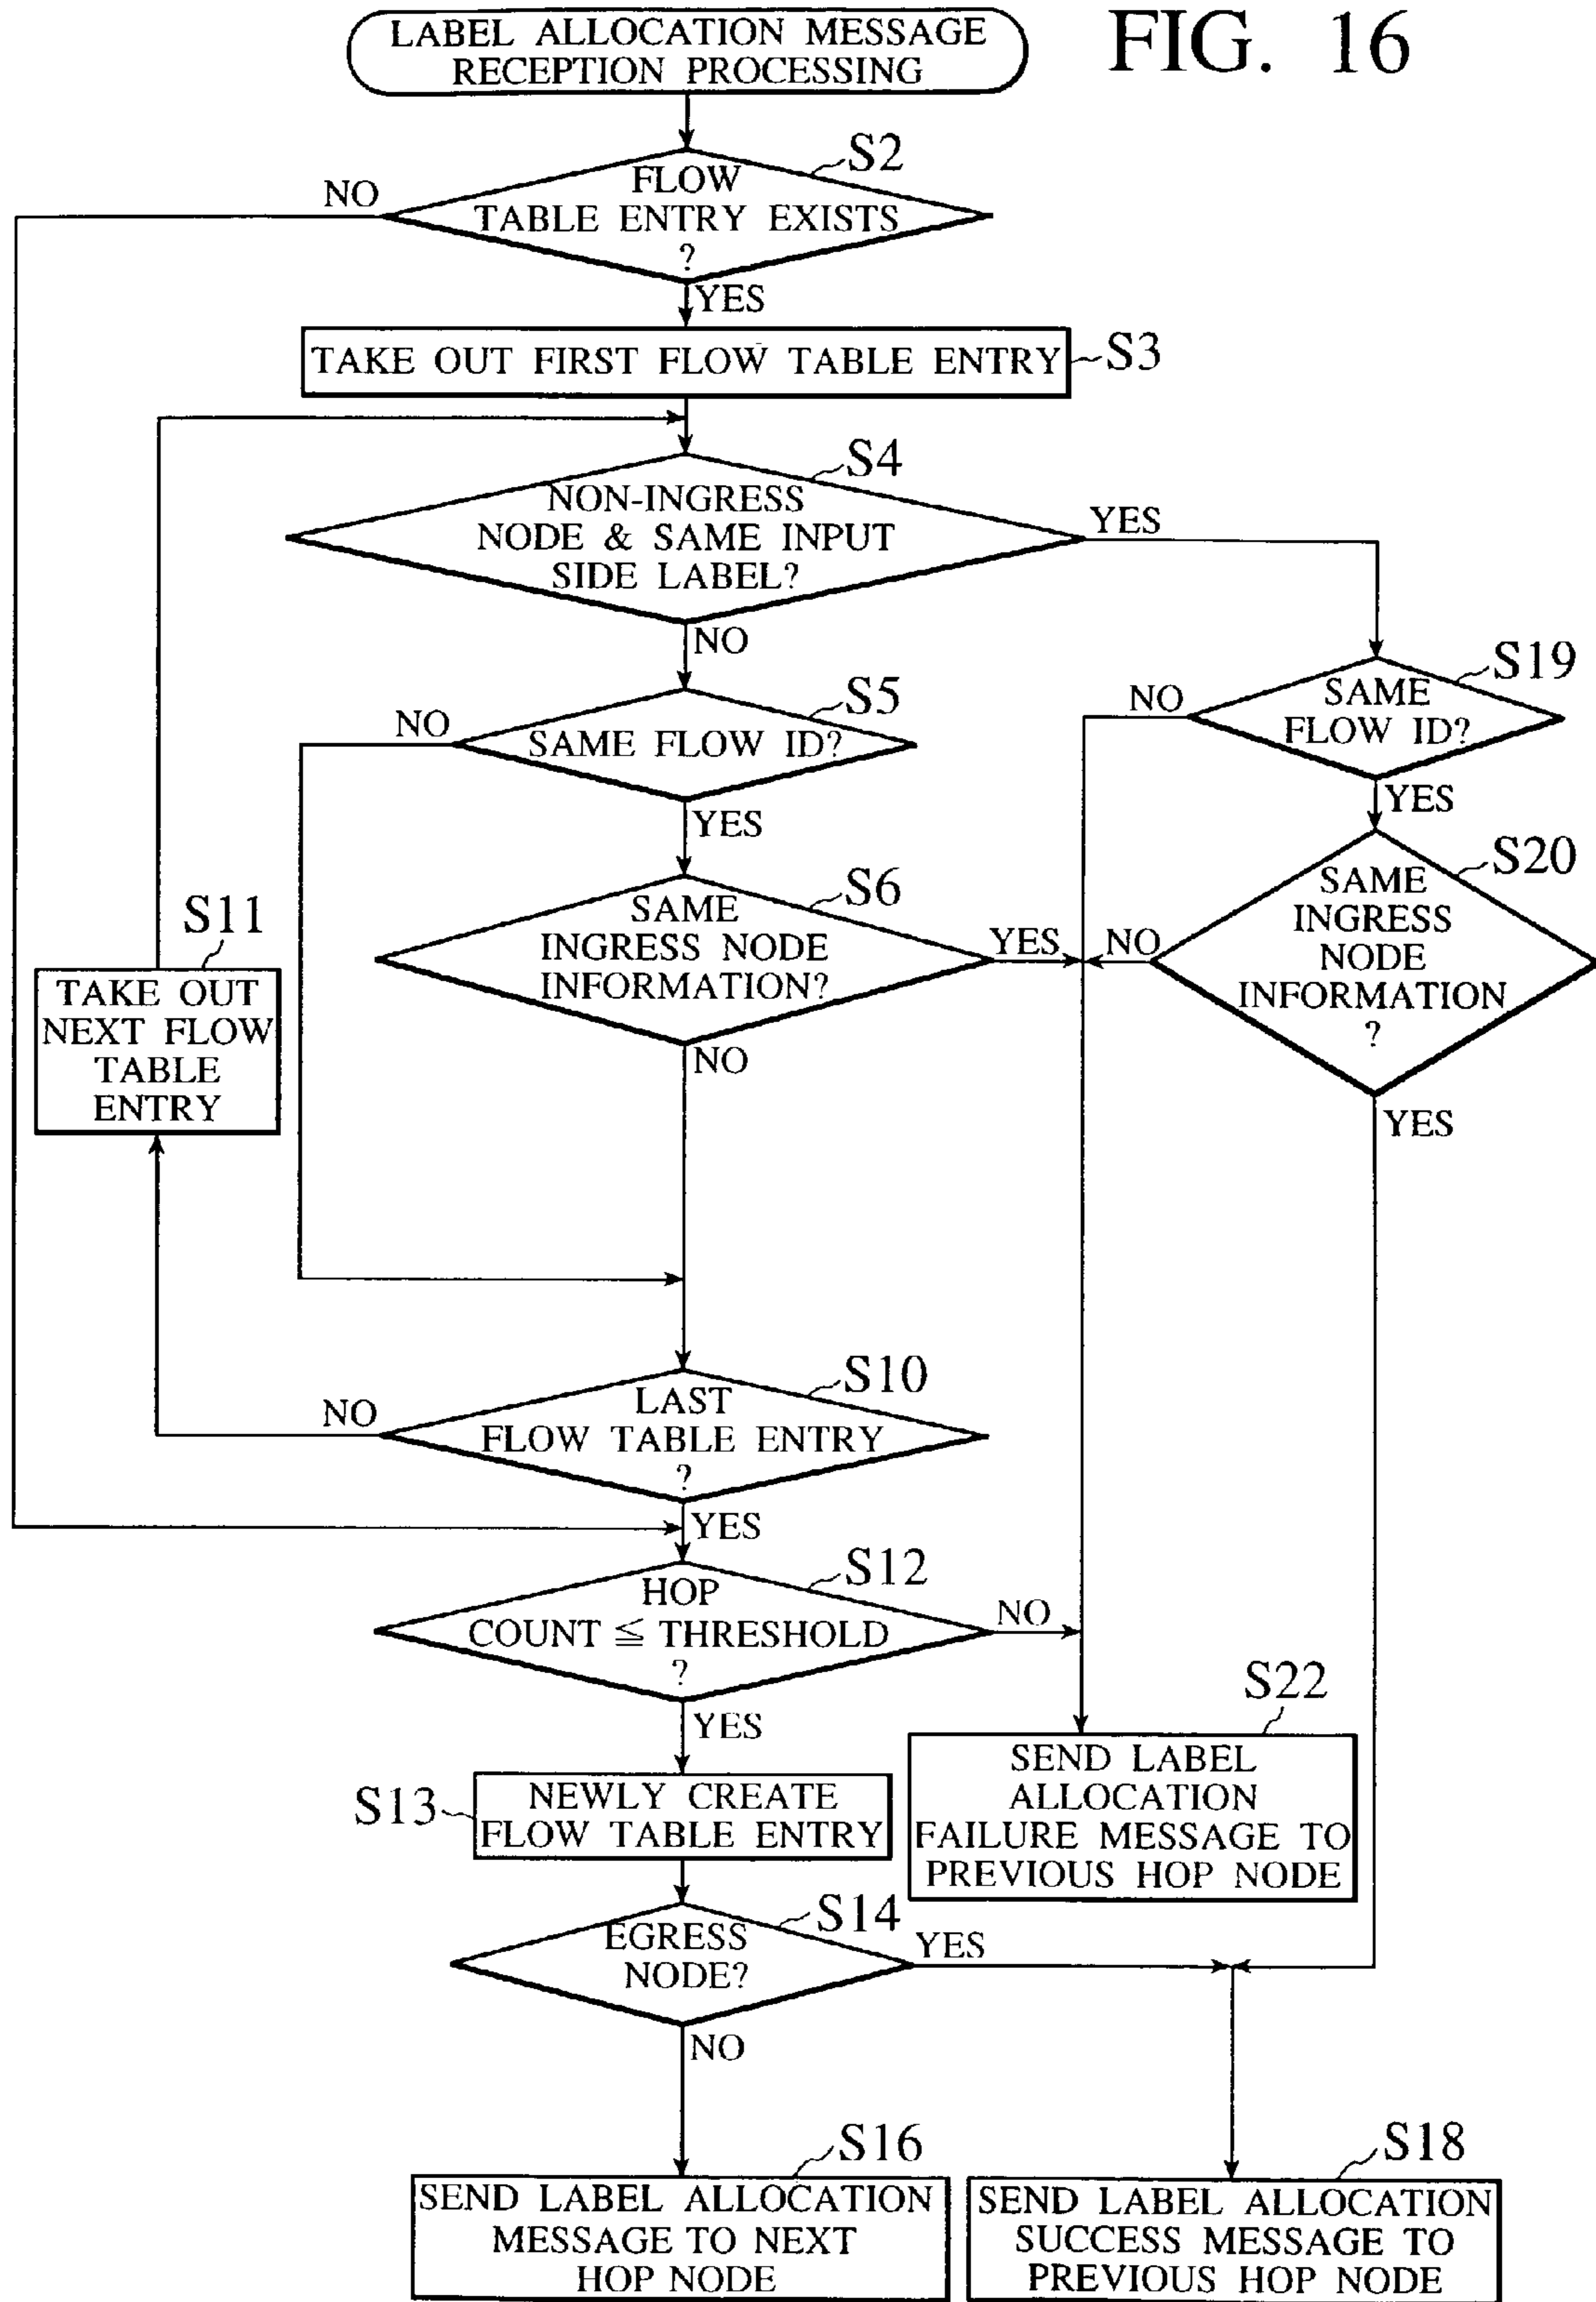 FIG. 16
LABEL ALLOCATION MESSAGE
RECEPTION PROCESSING
S2
NO
FLOW
TABLE ENTRY EXISTS
?
YES
TAKE OUT FIRST FLOW TABLE ENTRY
S3
S4
NON-INGRESS
NODE & SAME INPUT
SIDE LABEL?
YES
NO
S19
NO
SAME
FLOW ID?
YES
S5
NO
SAME FLOW ID?
YES
S20
SAME
INGRESS
NODE
INFORMATION
?
NO
YES
S6
SAME
INGRESS NODE
INFORMATION?
YES
NO
S11
TAKE OUT
NEXT FLOW
TABLE
ENTRY
S10
NO
LAST
FLOW TABLE ENTRY
?
YES
S12
HOP
COUNT ≦ THRESHOLD
?
NO
YES
S22
SEND LABEL
ALLOCATION
FAILURE MESSAGE TO
PREVIOUS HOP NODE
S13
NEWLY CREATE
FLOW TABLE ENTRY
S14
EGRESS
NODE?
YES
NO
S16
SEND LABEL ALLOCATION
MESSAGE TO NEXT
HOP NODE
S18
SEND LABEL ALLOCATION
SUCCESS MESSAGE TO
PREVIOUS HOP NODE